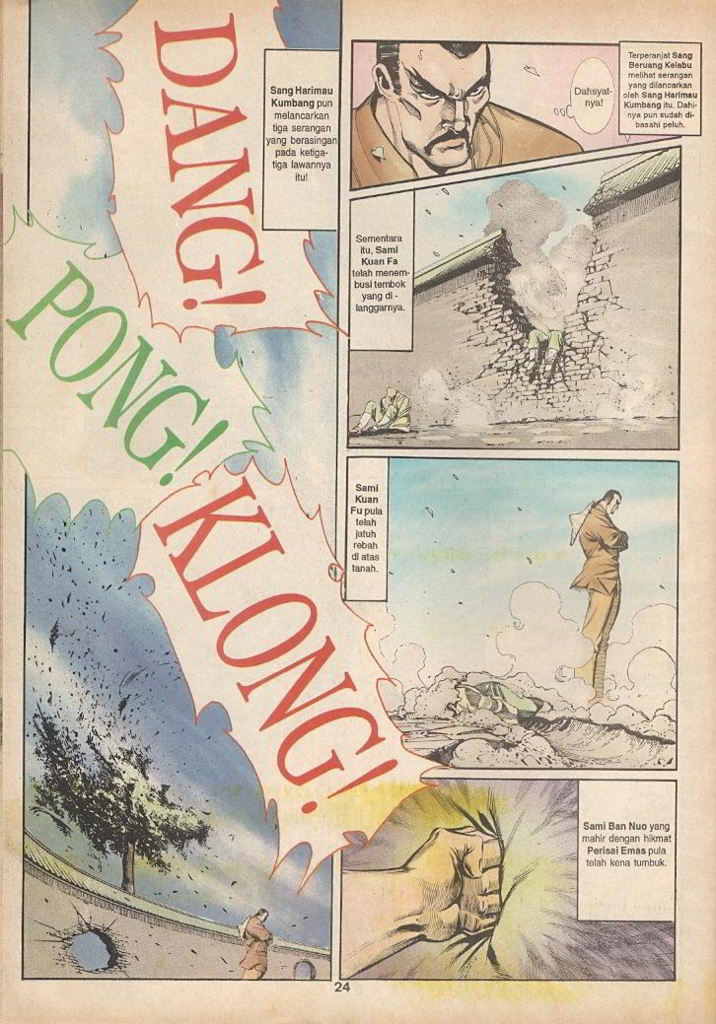 DANG!
PONG!
KLONG!
Sang Harimau
Kumbang pun
melancarkan
tiga serangan
yang berasingan
pada ketiga-
tiga lawannya
itu!
Dahsyat-
nya!
Terperanjat Sang
Beruang Kelabu
melihat serangan
yang dilancarkan
oleh Sang Harimau
Kumbang itu. Dahi-
nya pun sudah di-
basahi peluh.
Sementara
itu, Sami
Kuan Fa
telah menem-
busi tembok
yang di -
langgarnya.
Sami
Kuan
Fu pula
telah
jatuh
rebah
di atas
tanah.
Sami Ban Nuo yang
mahir dengan hikmat
Perisai Emas pula
telah kena tumbuk.
24